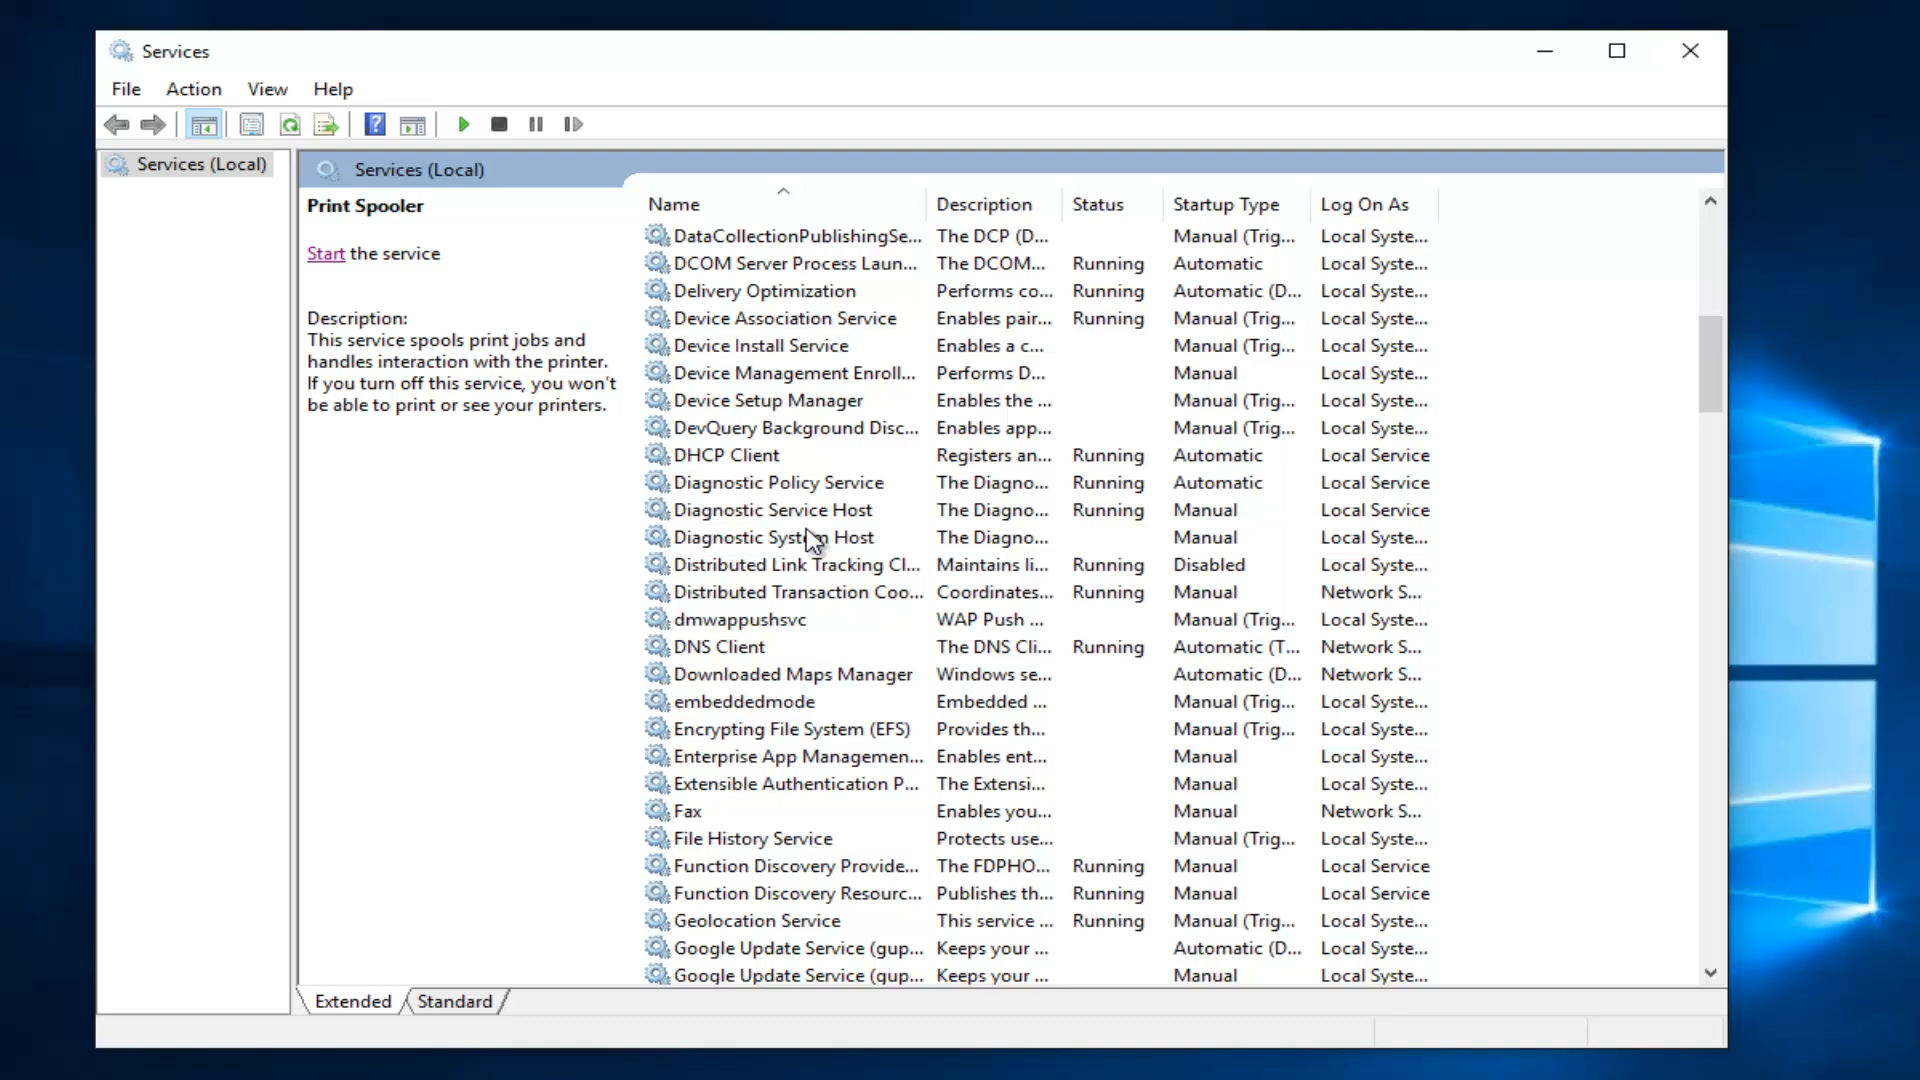 Services
File Action View Help
Services (Local)
Services (Local)
Print Spooler
Start the service
Description:
This service spools print jobs and
handles interaction with the printer.
If you turn off this service, you won't
be able to print or see your printers.
Name Description Status Startup Type Log On As
DataCollectionPublishingSe... The DCP (D... Manual (Trig... Local Syste...
DCOM Server Process Laun... The DCOM... Running Automatic Local Syste...
Delivery Optimization Performs co... Running Automatic (D... Local Syste...
Device Association Service Enables pair... Running Manual (Trig... Local Syste...
Device Install Service Enables a c... Manual (Trig... Local Syste...
Device Management Enroll... Performs D... Manual Local Syste...
Device Setup Manager Enables the ... Manual (Trig... Local Syste...
DevQuery Background Disc... Enables app... Manual (Trig... Local Syste...
DHCP Client Registers an... Running Automatic Local Service
Diagnostic Policy Service The Diagno... Running Automatic Local Service
Diagnostic Service Host The Diagno... Running Manual Local Service
Diagnostic System Host The Diagno... Manual Local Syste...
Distributed Link Tracking Cl... Maintains li... Running Disabled Local Syste...
Distributed Transaction Coo... Coordinates... Running Manual Network S...
dmwappushsvc WAP Push ... Manual (Trig... Local Syste...
DNS Client The DNS Cli... Running Automatic (T... Network S...
Downloaded Maps Manager Windows se... Automatic (D... Network S...
embeddedmode Embedded ... Manual (Trig... Local Syste...
Encrypting File System (EFS) Provides th... Manual (Trig... Local Syste...
Enterprise App Managemen... Enables ent... Manual Local Syste...
Extensible Authentication P... The Extensi... Manual Local Syste...
Fax Enables you... Manual Network S...
File History Service Protects use... Manual (Trig... Local Syste...
Function Discovery Provide... The FDPHO... Running Manual Local Service
Function Discovery Resourc... Publishes th... Running Manual Local Service
Geolocation Service This service ... Running Manual (Trig... Local Syste...
Google Update Service (gup... Keeps your ... Automatic (D... Local Syste...
Google Update Service (gup... Keeps your ... Manual Local Syste...
Extended Standard